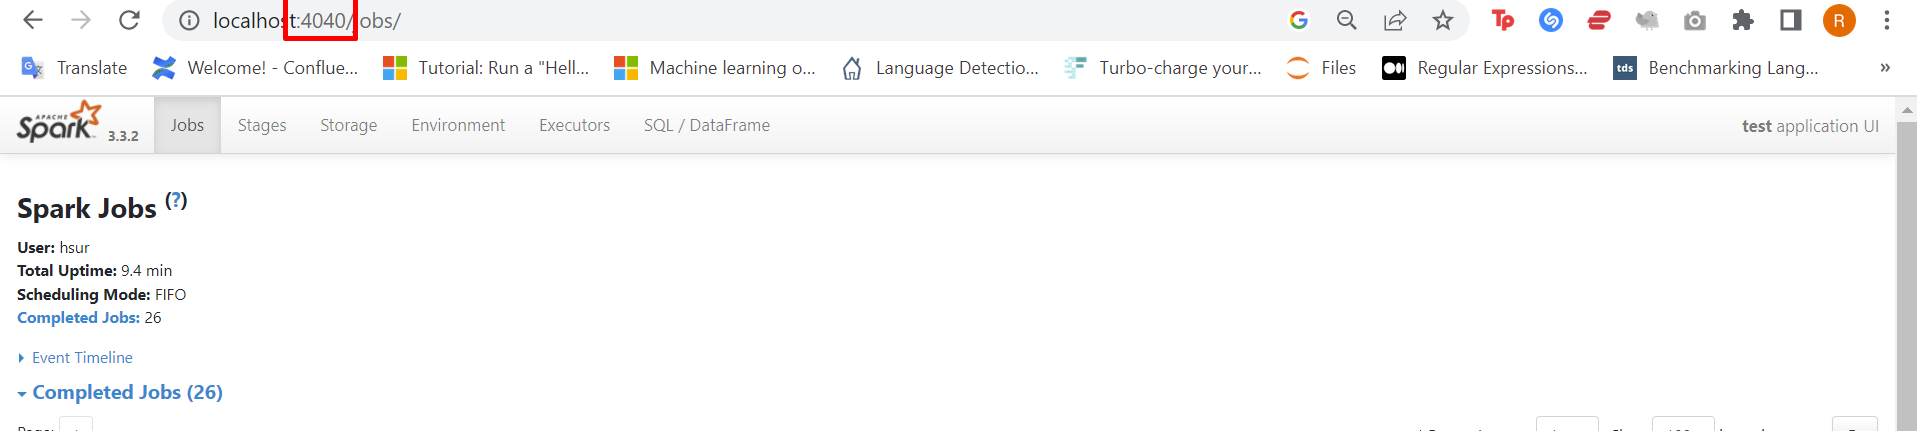 localhost:4040/jobs/
Translate Welcome! - Conflue... Tutorial: Run a "Hell... Machine learning o... Language Detectio... Turbo-charge your... Files Regular Expressions... tds Benchmarking Lang... »
APACHE Spark 3.3.2 Jobs Stages Storage Environment Executors SQL / DataFrame test application UI
Spark Jobs (?)
User: hsur
Total Uptime: 9.4 min
Scheduling Mode: FIFO
Completed Jobs: 26
Event Timeline
Completed Jobs (26)